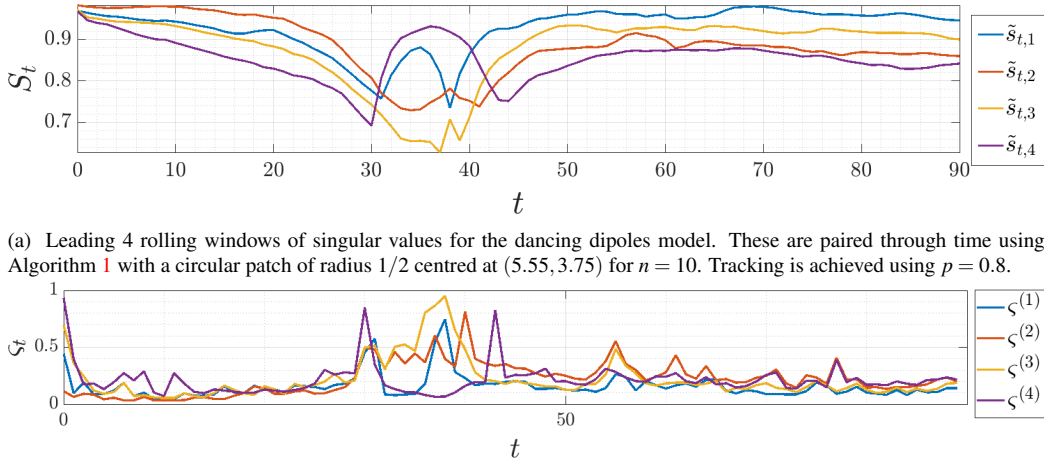 0.9
0.8
0.7
S_t
0 10 20 30 40 50 60 70 80 90
t
s̃_{t,1}
s̃_{t,2}
s̃_{t,3}
s̃_{t,4}
(a) Leading 4 rolling windows of singular values for the dancing dipoles model. These are paired through time using
Algorithm 1 with a circular patch of radius 1/2 centred at (5.55, 3.75) for n = 10. Tracking is achieved using p = 0.8.
1
0.5
0
ς_t
0 50
t
ς^{(1)}
ς^{(2)}
ς^{(3)}
ς^{(4)}